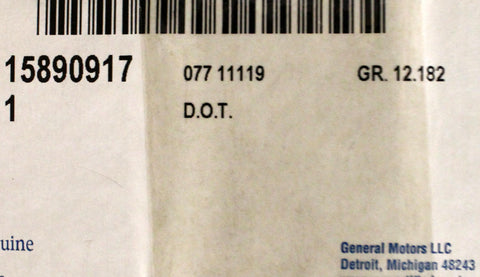 15890917 077 11119 GR. 12.182
1 D.O.T.
uine
General Motors LLC
Detroit, Michigan 48243